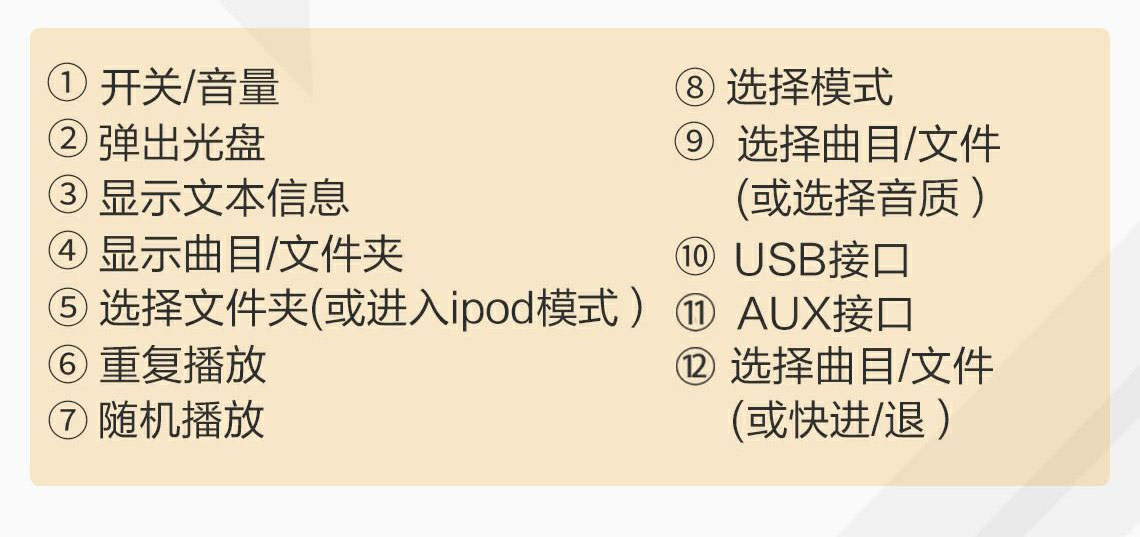 ① 开关/音量
② 弹出光盘
③ 显示文本信息
④ 显示曲目/文件夹
⑤ 选择文件夹(或进入ipod模式）
⑥ 重复播放
⑦ 随机播放
⑧ 选择模式
⑨ 选择曲目/文件
(或选择音质）
⑩ USB接口
⑪ AUX接口
⑫ 选择曲目/文件
(或快进/退）